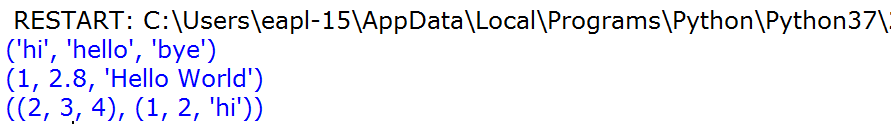 RESTART: C:\Users\eapl-15\AppData\Local\Programs\Python\Python37\
('hi', 'hello', 'bye')
(1, 2.8, 'Hello World')
((2, 3, 4), (1, 2, 'hi'))